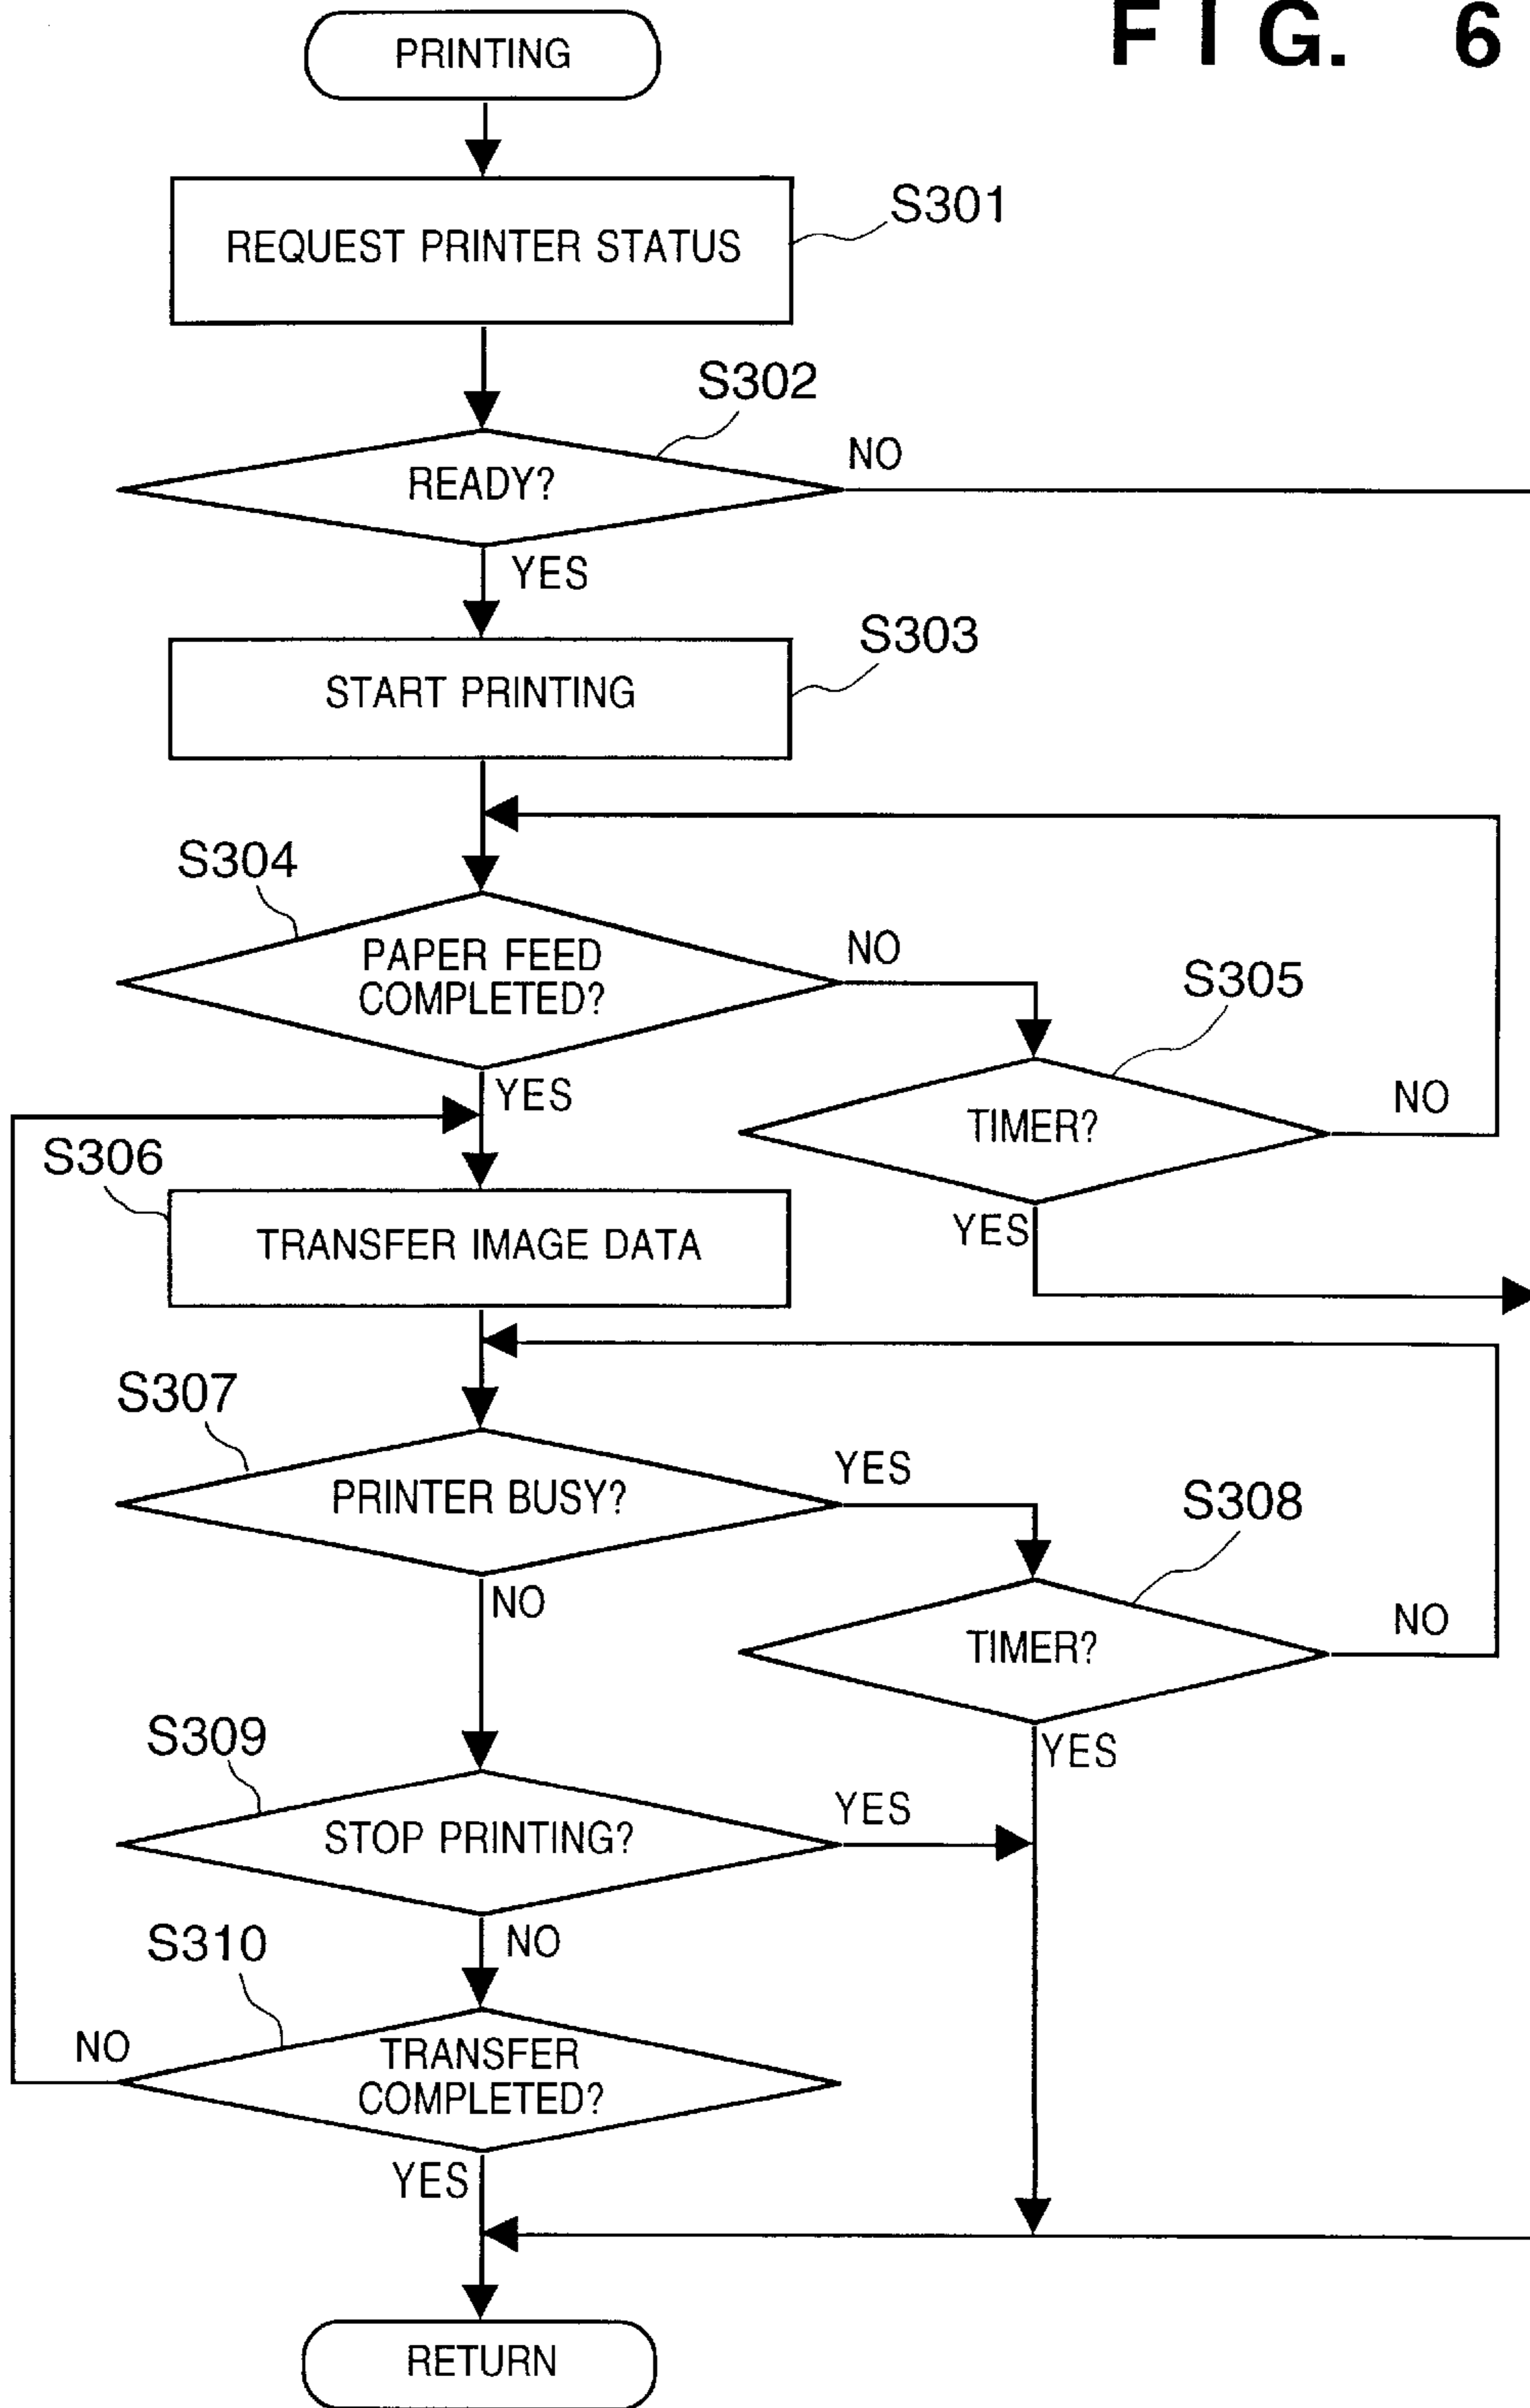 FIG. 6
PRINTING
REQUEST PRINTER STATUS
S301
S302
READY?
NO
YES
START PRINTING
S303
S304
PAPER FEED
COMPLETED?
NO
YES
S305
TIMER?
NO
YES
S306
TRANSFER IMAGE DATA
S307
PRINTER BUSY?
YES
NO
S308
TIMER?
NO
YES
S309
STOP PRINTING?
YES
NO
S310
TRANSFER
COMPLETED?
NO
YES
RETURN